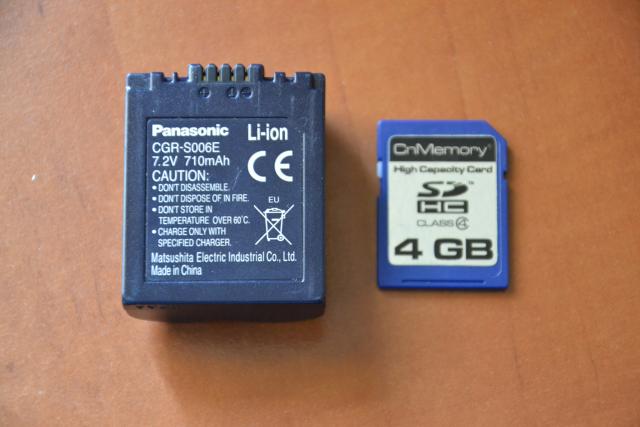 Panasonic Li-ion
CGR-S006E
7.2V 710mAh
CAUTION:
• DON'T DISASSEMBLE.
• DON'T DISPOSE OF IN FIRE.
• DON'T STORE IN
TEMPERATURE OVER 60°C.
• CHARGE ONLY WITH
SPECIFIED CHARGER.
Matsushita Electric Industrial Co., Ltd.
Made in China
CE
EU
CnMemory
High Capacity Card
SD™
HC
CLASS 4
4 GB